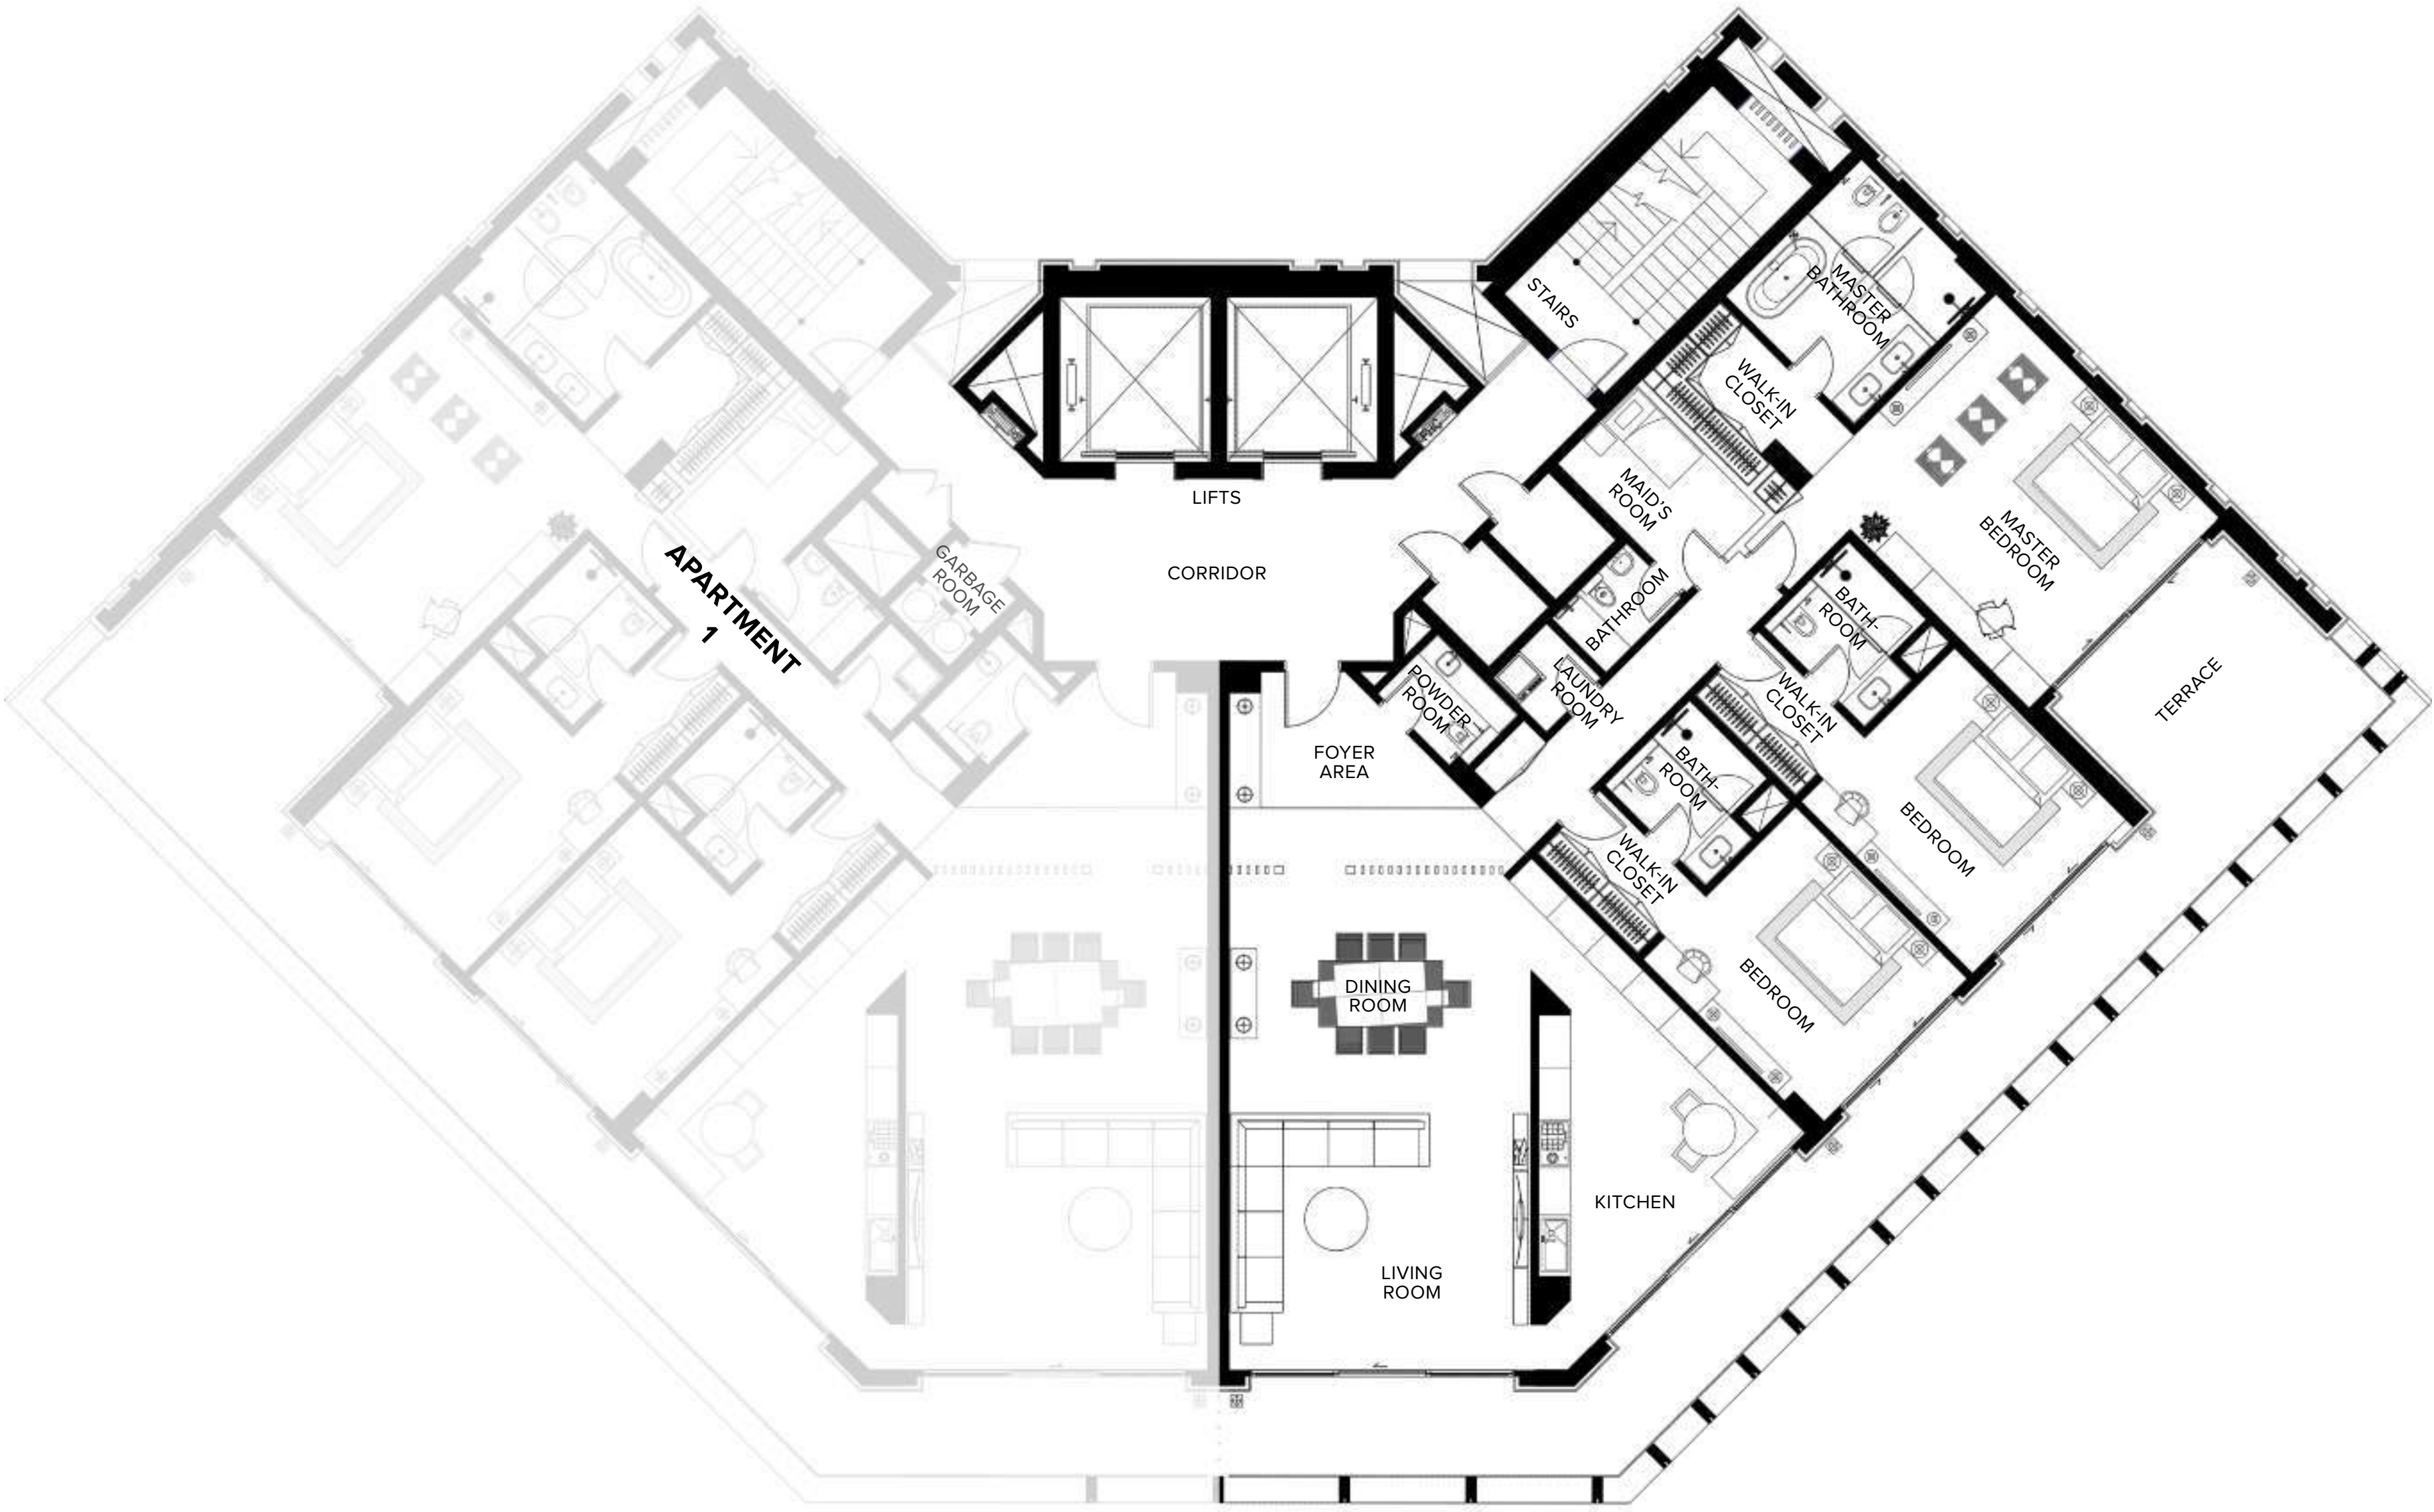 STAIRS
MASTER
BATHROOM
WALK-IN
CLOSET
MAID'S
ROOM
MASTER
BEDROOM
LIFTS
CORRIDOR
GARBAGE
ROOM
APARTMENT
1
BATHROOM
BATH-
ROOM
TERRACE
POWDER
ROOM
LAUNDRY
ROOM
WALK-IN
CLOSET
FOYER
AREA
BATH-
ROOM
BEDROOM
WALK-IN
CLOSET
BEDROOM
DINING
ROOM
KITCHEN
LIVING
ROOM